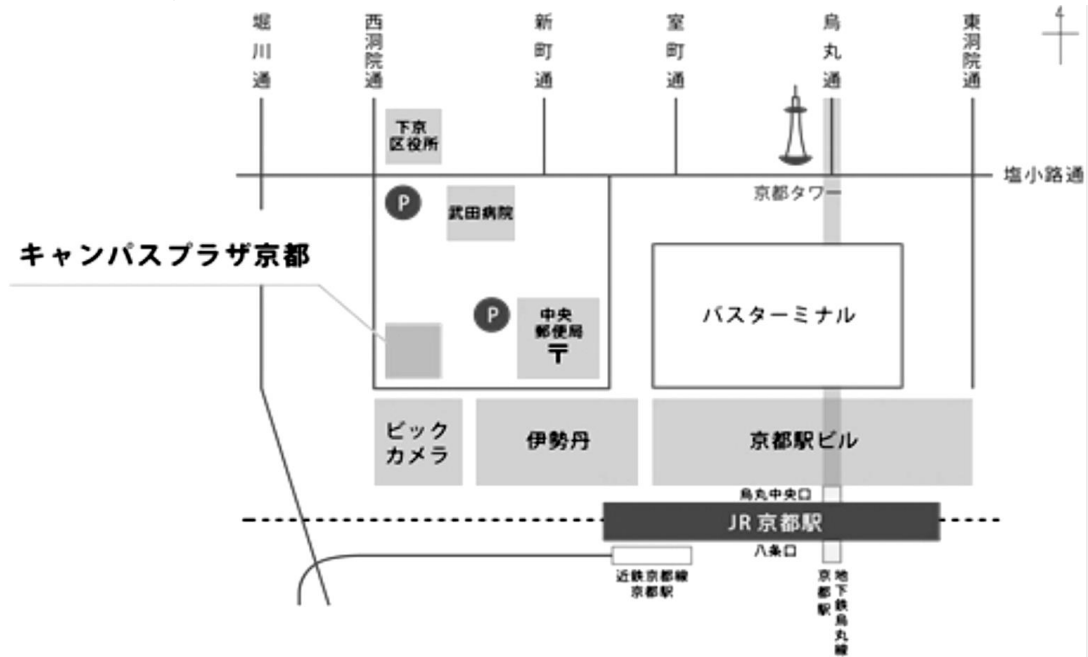 堀川通
西洞院通
新町通
室町通
烏丸通
東洞院通
4
下京
区役所
塩小路通
P
武田病院
京都タワー
キャンパスプラザ京都
P
中央
郵便局
〒
バスターミナル
ビック
カメラ
伊勢丹
京都駅ビル
烏丸中央口
JR 京都駅
八条口
近鉄京都線
京都駅
地下鉄烏丸線
京都駅